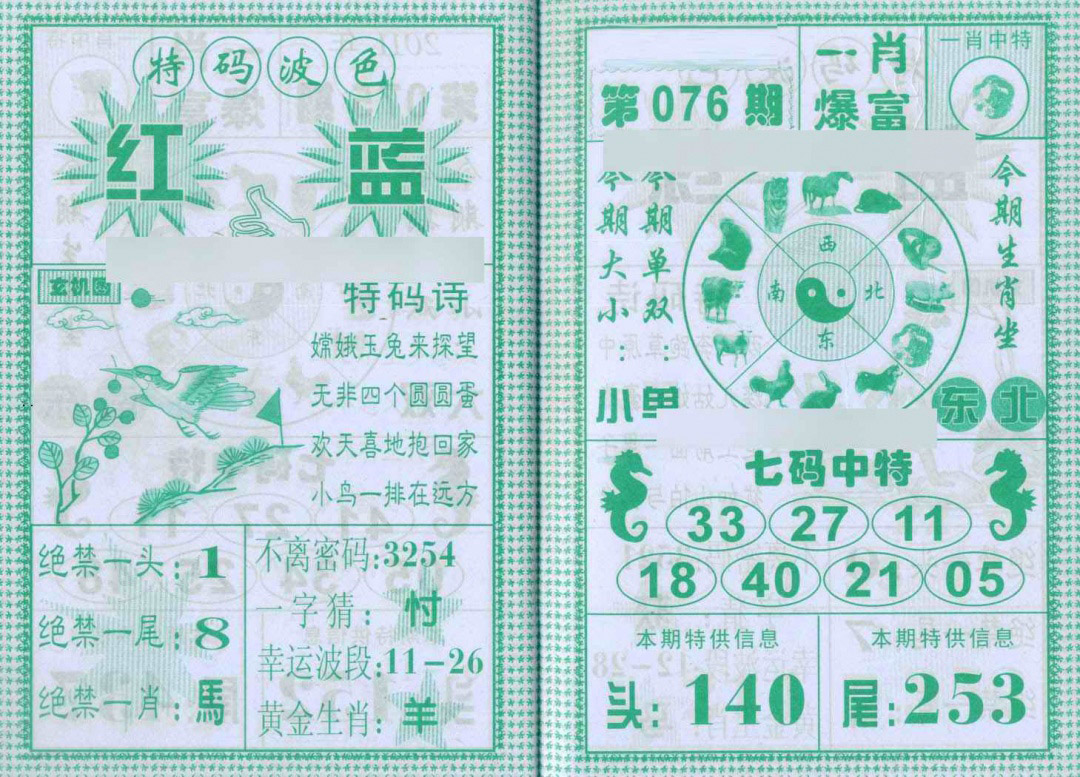 特码波色
红 蓝
玄机图
特码诗
嫦娥玉兔来探望
无非四个圆圆蛋
欢天喜地抱回家
小鸟一排在远方
绝禁一头:1
绝禁一尾:8
绝禁一肖:馬
不离密码:3254
一字猜:忖
幸运波段:11-26
黄金生肖:羊
第076期
一肖
爆富
一肖中特
今期大小:小
今期单双:单
西
南 北
东
今期生肖坐
东北
七码中特
33 27 11
18 40 21 05
本期特供信息
头:140
本期特供信息
尾:253